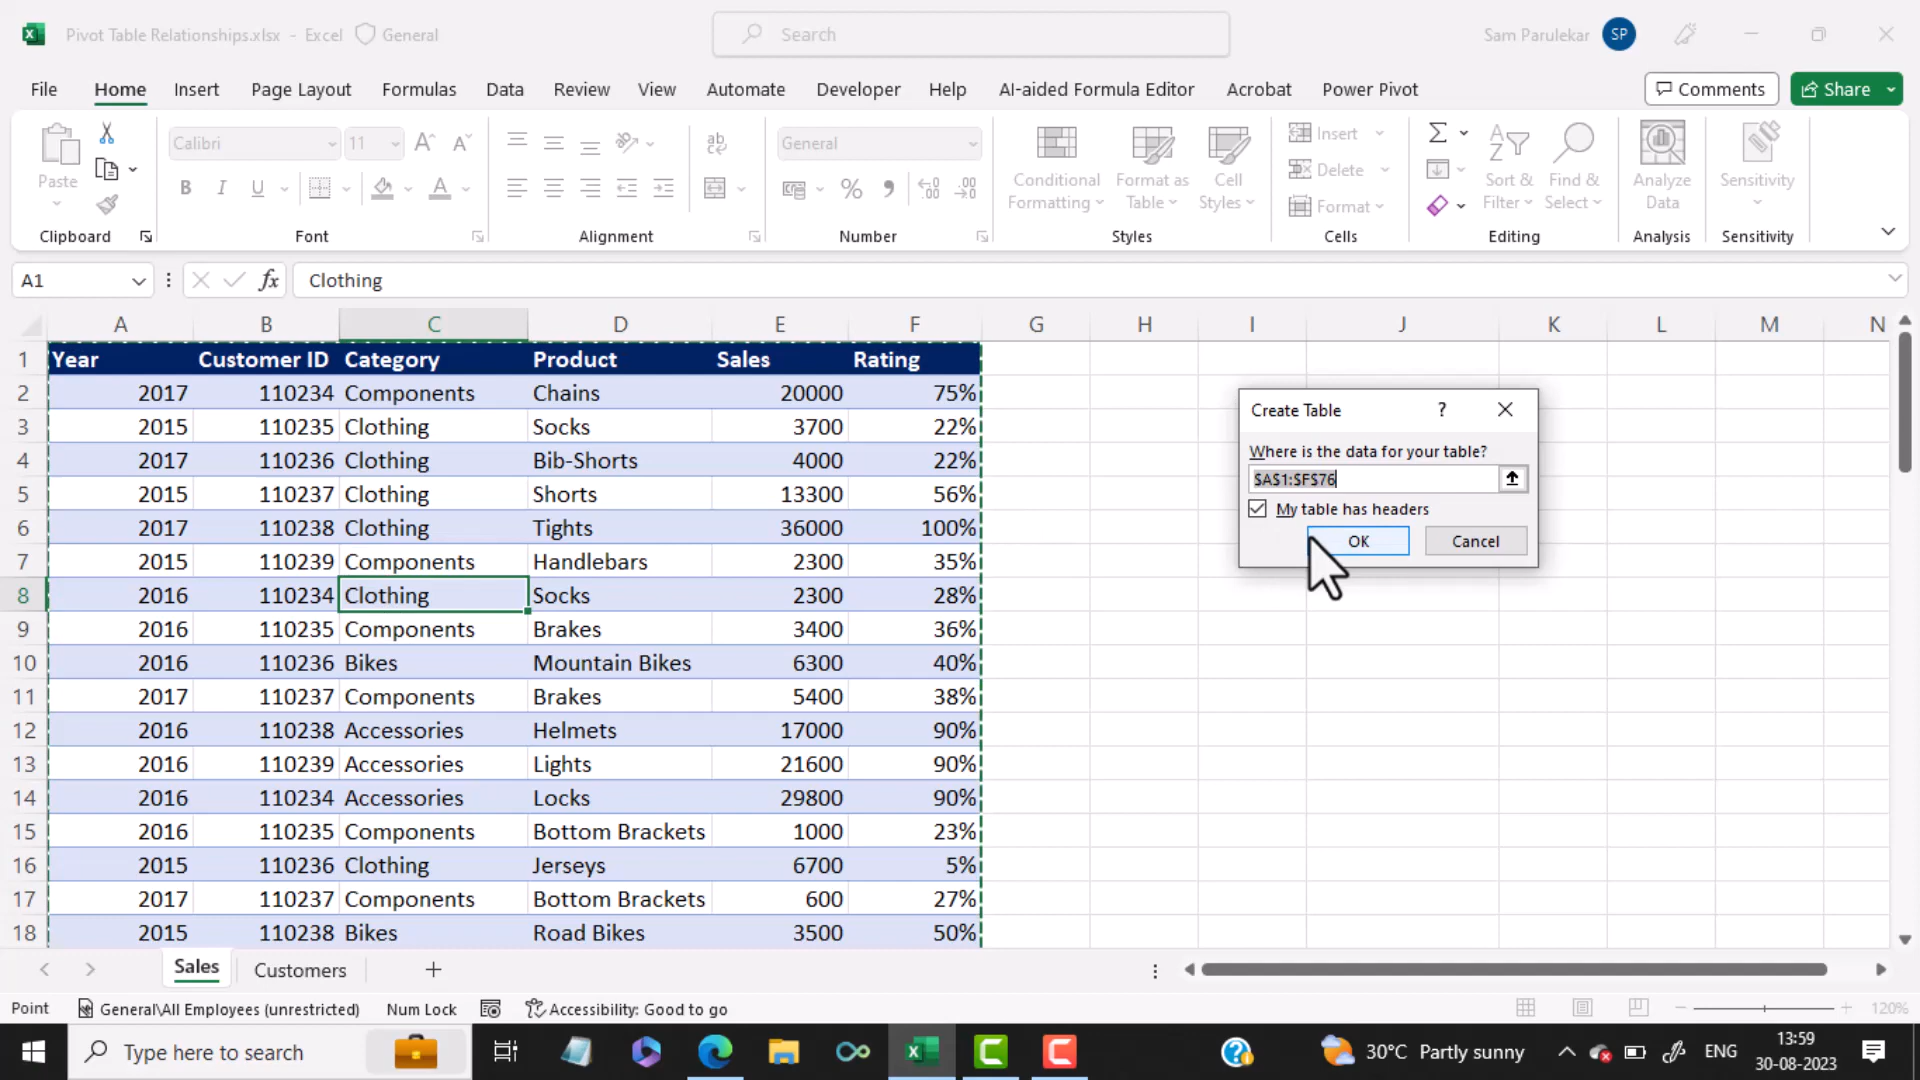 Pivot Table Relationships.xlsx - Excel General
Search
Sam Parulekar SP
File Home Insert Page Layout Formulas Data Review View Automate Developer Help AI-aided Formula Editor Acrobat Power Pivot
Comments Share
Paste
Calibri 11
B I U A
ab
General
% 9
Conditional Formatting
Format as Table
Cell Styles
Insert
Delete
Format
Sort & Filter
Find & Select
Analyze Data
Sensitivity
Clipboard Font Alignment Number Styles Cells Editing Analysis Sensitivity
A1 fx Clothing
A B C D E F G H I J K L M N
1 Year Customer ID Category Product Sales Rating
2 2017 110234 Components Chains 20000 75%
3 2015 110235 Clothing Socks 3700 22%
4 2017 110236 Clothing Bib-Shorts 4000 22%
5 2015 110237 Clothing Shorts 13300 56%
6 2017 110238 Clothing Tights 36000 100%
7 2015 110239 Components Handlebars 2300 35%
8 2016 110234 Clothing Socks 2300 28%
9 2016 110235 Components Brakes 3400 36%
10 2016 110236 Bikes Mountain Bikes 6300 40%
11 2017 110237 Components Brakes 5400 38%
12 2016 110238 Accessories Helmets 17000 90%
13 2016 110239 Accessories Lights 21600 90%
14 2016 110234 Accessories Locks 29800 90%
15 2016 110235 Components Bottom Brackets 1000 23%
16 2015 110236 Clothing Jerseys 6700 5%
17 2017 110237 Components Bottom Brackets 600 27%
18 2015 110238 Bikes Road Bikes 3500 50%
Create Table ?
Where is the data for your table?
$A$1:$F$76
My table has headers
OK Cancel
Sales Customers
Point General\All Employees (unrestricted) Num Lock Accessibility: Good to go 120%
Type here to search
30°C Partly sunny ENG
13:59
30-08-2023